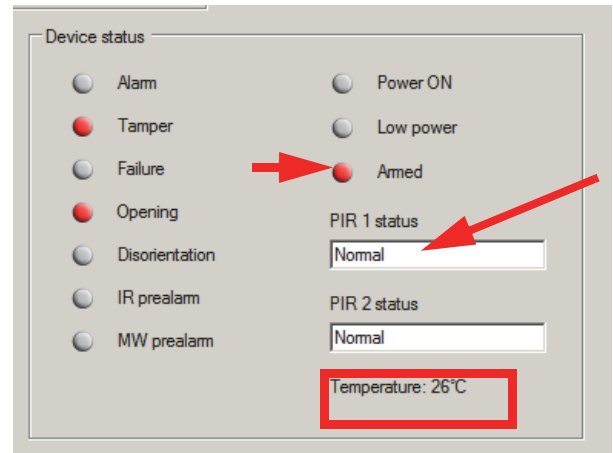 Device status
Alarm
Power ON
Tamper
Low power
Failure
Armed
Opening
PIR 1 status
Disorientation
Normal
IR prealarm
PIR 2 status
MW prealarm
Normal
Temperature: 26°C